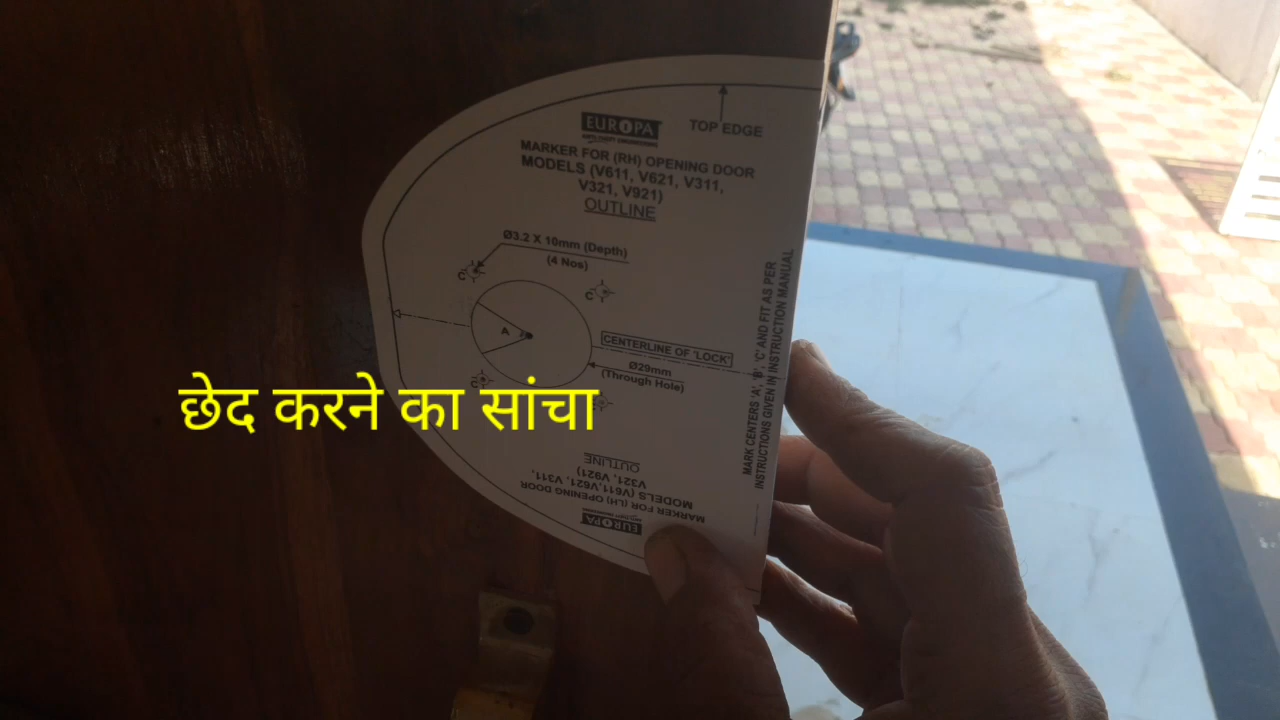 EUROPA
TOP EDGE
MARKER FOR (RH) OPENING DOOR
MODELS (V611, V621, V311,
V321, V921)
OUTLINE
Ø3.2 X 10mm (Depth)
(4 Nos)
C
C
A
CENTERLINE OF 'LOCK'
Ø29mm
(Through Hole)
C
MARK CENTERS 'A', 'B', 'C' AND FIT AS PER
INSTRUCTIONS GIVEN IN INSTRUCTION MANUAL
छेद करने का सांचा
EUROPA
MARKER FOR (LH) OPENING DOOR
MODELS (V611,V621, V311,
V321, V921)
OUTLINE